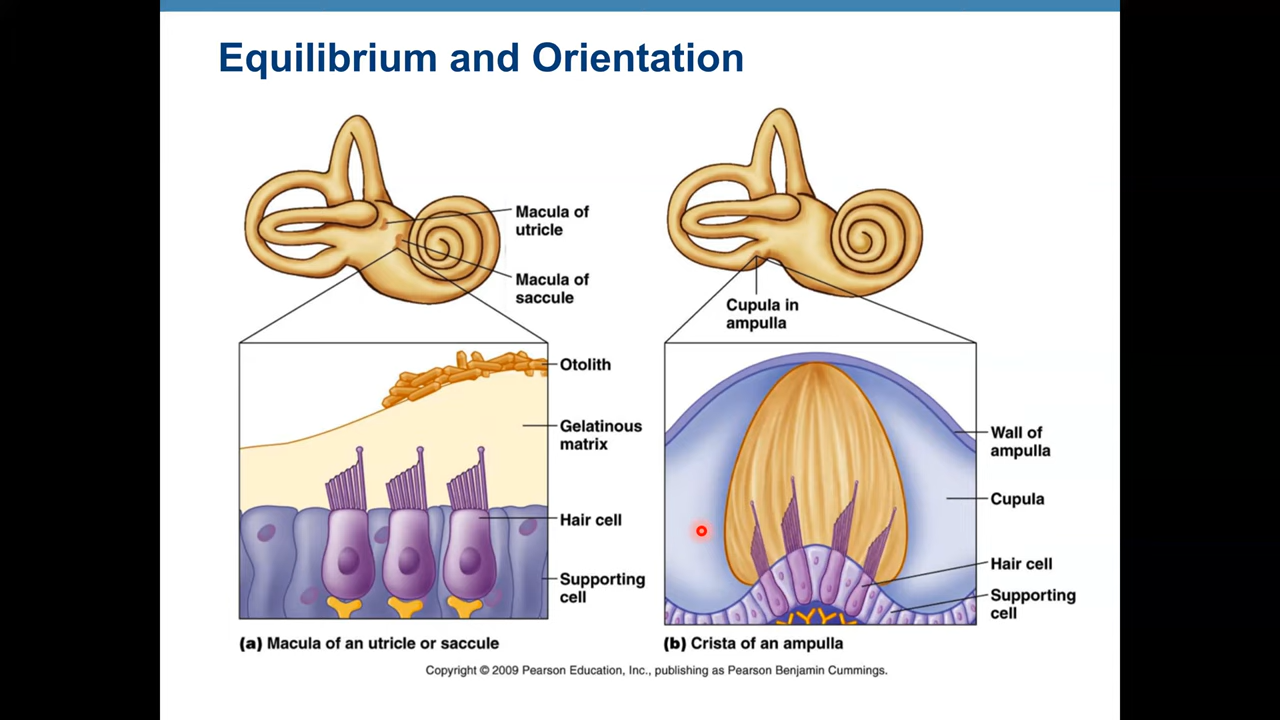 Equilibrium and Orientation
Macula of
utricle
Macula of
saccule
Otolith
Gelatinous
matrix
Hair cell
Supporting
cell
(a) Macula of an utricle or saccule
Cupula in
ampulla
Wall of
ampulla
Cupula
Hair cell
Supporting
cell
(b) Crista of an ampulla
Copyright © 2009 Pearson Education, Inc., publishing as Pearson Benjamin Cummings.